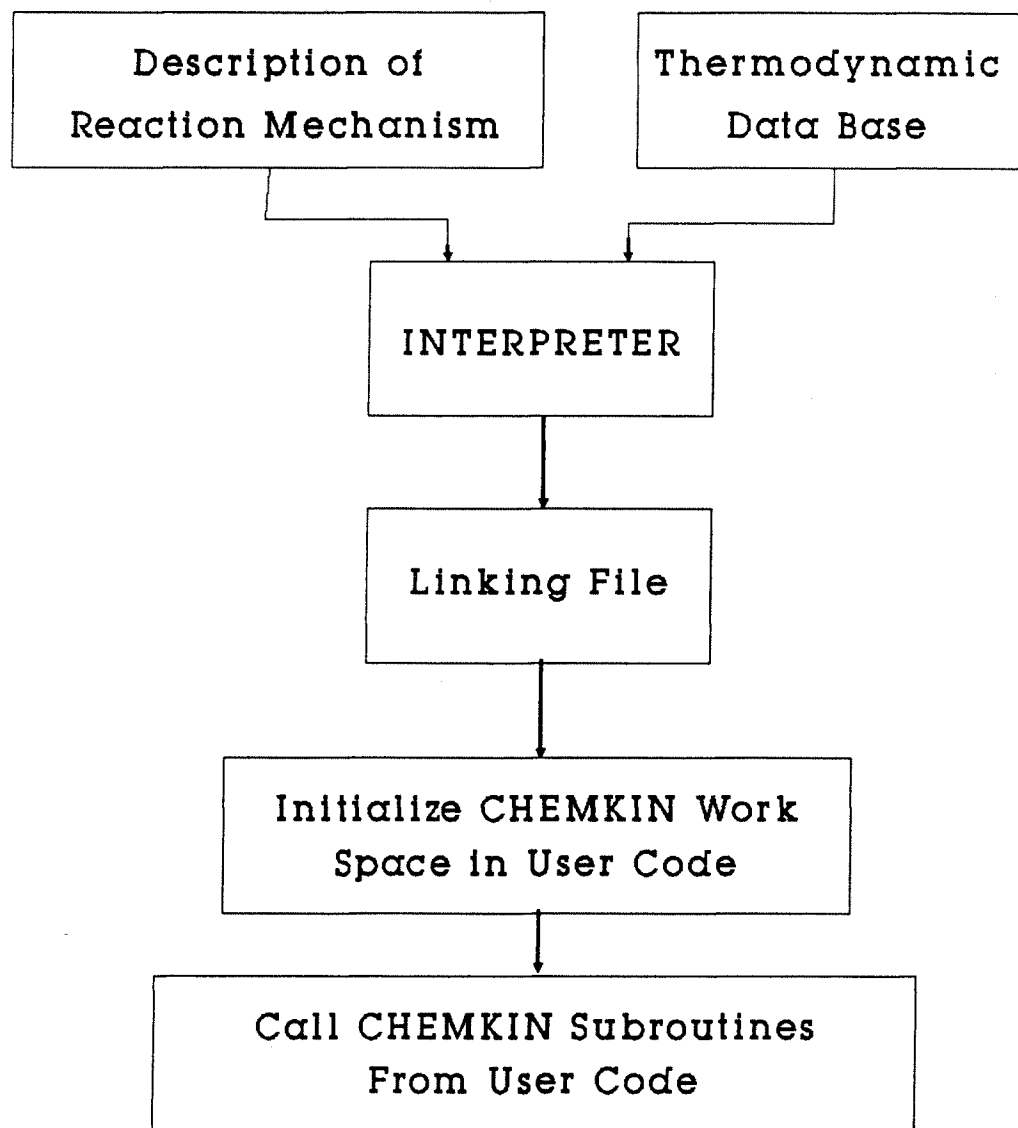 Description of
Reaction Mechanism
Thermodynamic
Data Base
INTERPRETER
Linking File
Initialize CHEMKIN Work
Space in User Code
Call CHEMKIN Subroutines
From User Code